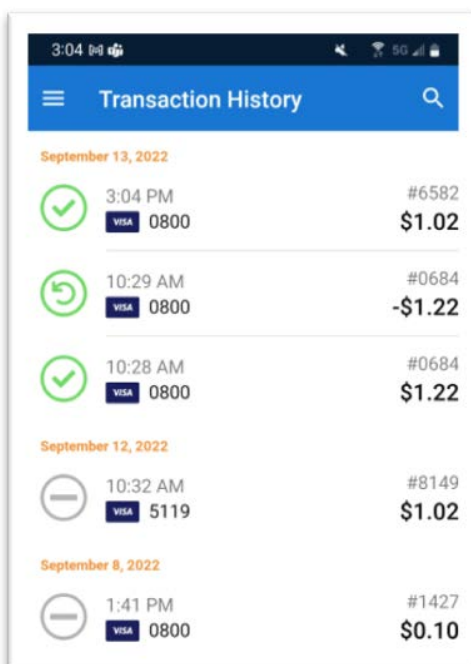 3:04 5G
Transaction History
September 13, 2022
3:04 PM #6582
VISA 0800 $1.02
10:29 AM #0684
VISA 0800 -$1.22
10:28 AM #0684
VISA 0800 $1.22
September 12, 2022
10:32 AM #8149
VISA 5119 $1.02
September 8, 2022
1:41 PM #1427
VISA 0800 $0.10